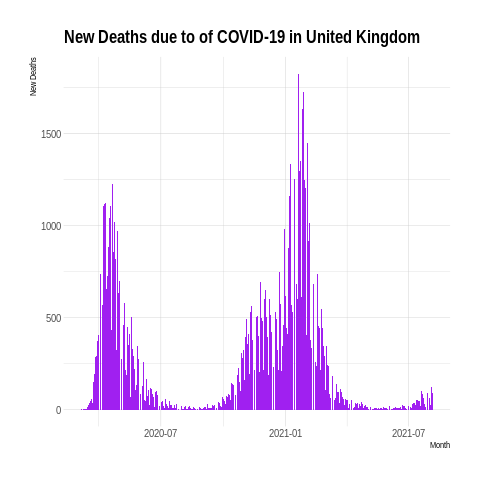 New Deaths due to of COVID-19 in United Kingdom
New Deaths
1500
1000
500
0
2020-07
2021-01
2021-07
Month